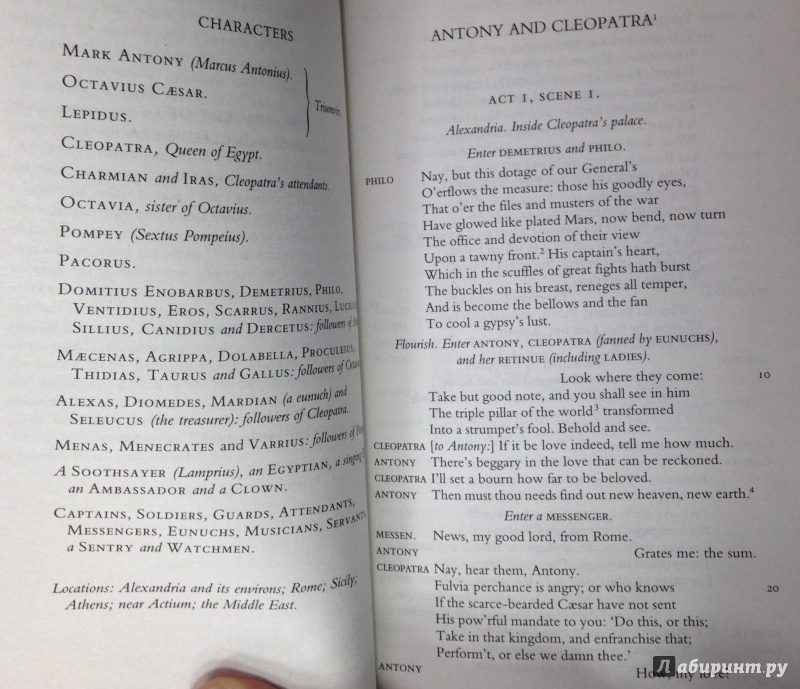 CHARACTERS
MARK ANTONY (Marcus Antonius).
OCTAVIUS CÆSAR.
LEPIDUS.
Triumvirs.
CLEOPATRA, Queen of Egypt.
CHARMIAN and IRAS, Cleopatra's attendants.
OCTAVIA, sister of Octavius.
POMPEY (Sextus Pompeius).
PACORUS.
DOMITIUS ENOBARBUS, DEMETRIUS, PHILO,
VENTIDIUS, EROS, SCARRUS, RANNIUS,
SILLIUS, CANIDIUS and DERCETUS: followers of
MÆCENAS, AGRIPPA, DOLABELLA, PROCULEIUS,
THIDIAS, TAURUS and GALLUS: followers of
ALEXAS, DIOMEDES, MARDIAN (a eunuch) and
SELEUCUS (the treasurer): followers of Cleopatra.
MENAS, MENECRATES and VARRIUS: followers of
A SOOTHSAYER (Lamprius), an EGYPTIAN, a singing
an AMBASSADOR and a CLOWN.
CAPTAINS, SOLDIERS, GUARDS, ATTENDANTS,
MESSENGERS, EUNUCHS, MUSICIANS, SERVANTS,
a SENTRY and WATCHMEN.
Locations: Alexandria and its environs; Rome; Sicily;
Athens; near Actium; the Middle East.
ANTONY AND CLEOPATRA¹
ACT 1, SCENE 1.
Alexandria. Inside Cleopatra's palace.
Enter DEMETRIUS and PHILO.
PHILO Nay, but this dotage of our General's
O'erflows the measure: those his goodly eyes,
That o'er the files and musters of the war
Have glowed like plated Mars, now bend, now turn
The office and devotion of their view
Upon a tawny front.² His captain's heart,
Which in the scuffles of great fights hath burst
The buckles on his breast, reneges all temper,
And is become the bellows and the fan
To cool a gypsy's lust.
Flourish. Enter ANTONY, CLEOPATRA (fanned by EUNUCHS),
and her RETINUE (including LADIES).
Look where they come: 10
Take but good note, and you shall see in him
The triple pillar of the world³ transformed
Into a strumpet's fool. Behold and see.
CLEOPATRA [to Antony:] If it be love indeed, tell me how much.
ANTONY There's beggary in the love that can be reckoned.
CLEOPATRA I'll set a bourn how far to be beloved.
ANTONY Then must thou needs find out new heaven, new earth.⁴
Enter a MESSENGER.
MESSEN. News, my good lord, from Rome.
ANTONY Grates me: the sum.
CLEOPATRA Nay, hear them, Antony.
Fulvia perchance is angry; or who knows 20
If the scarce-bearded Cæsar have not sent
His pow'rful mandate to you: 'Do this, or this;
Take in that kingdom, and enfranchise that;
Perform't, or else we damn thee.'
ANTONY How, my love!
Лабиринт.ру